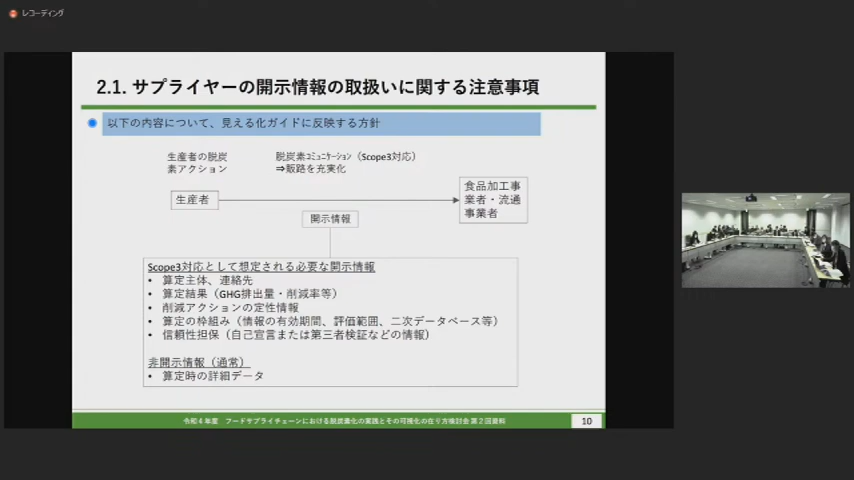 レコーディング
2.1. サプライヤーの開示情報の取扱いに関する注意事項
以下の内容について、見える化ガイドに反映する方針
生産者の脱炭
素アクション
脱炭素ｺﾐｭﾆｹｰｼｮﾝ（Scope3対応）
⇒販路を充実化
生産者
食品加工事
業者・流通
事業者
開示情報
Scope3対応として想定される必要な開示情報
• 算定主体、連絡先
• 算定結果（GHG排出量・削減率等）
• 削減アクションの定性情報
• 算定の枠組み（情報の有効期間、評価範囲、二次データベース等）
• 信頼性担保（自己宣言または第三者検証などの情報）
非開示情報（通常）
• 算定時の詳細データ
令和４年度　フードサプライチェーンにおける脱炭素化の実践とその可視化の在り方検討会 第２回資料
10